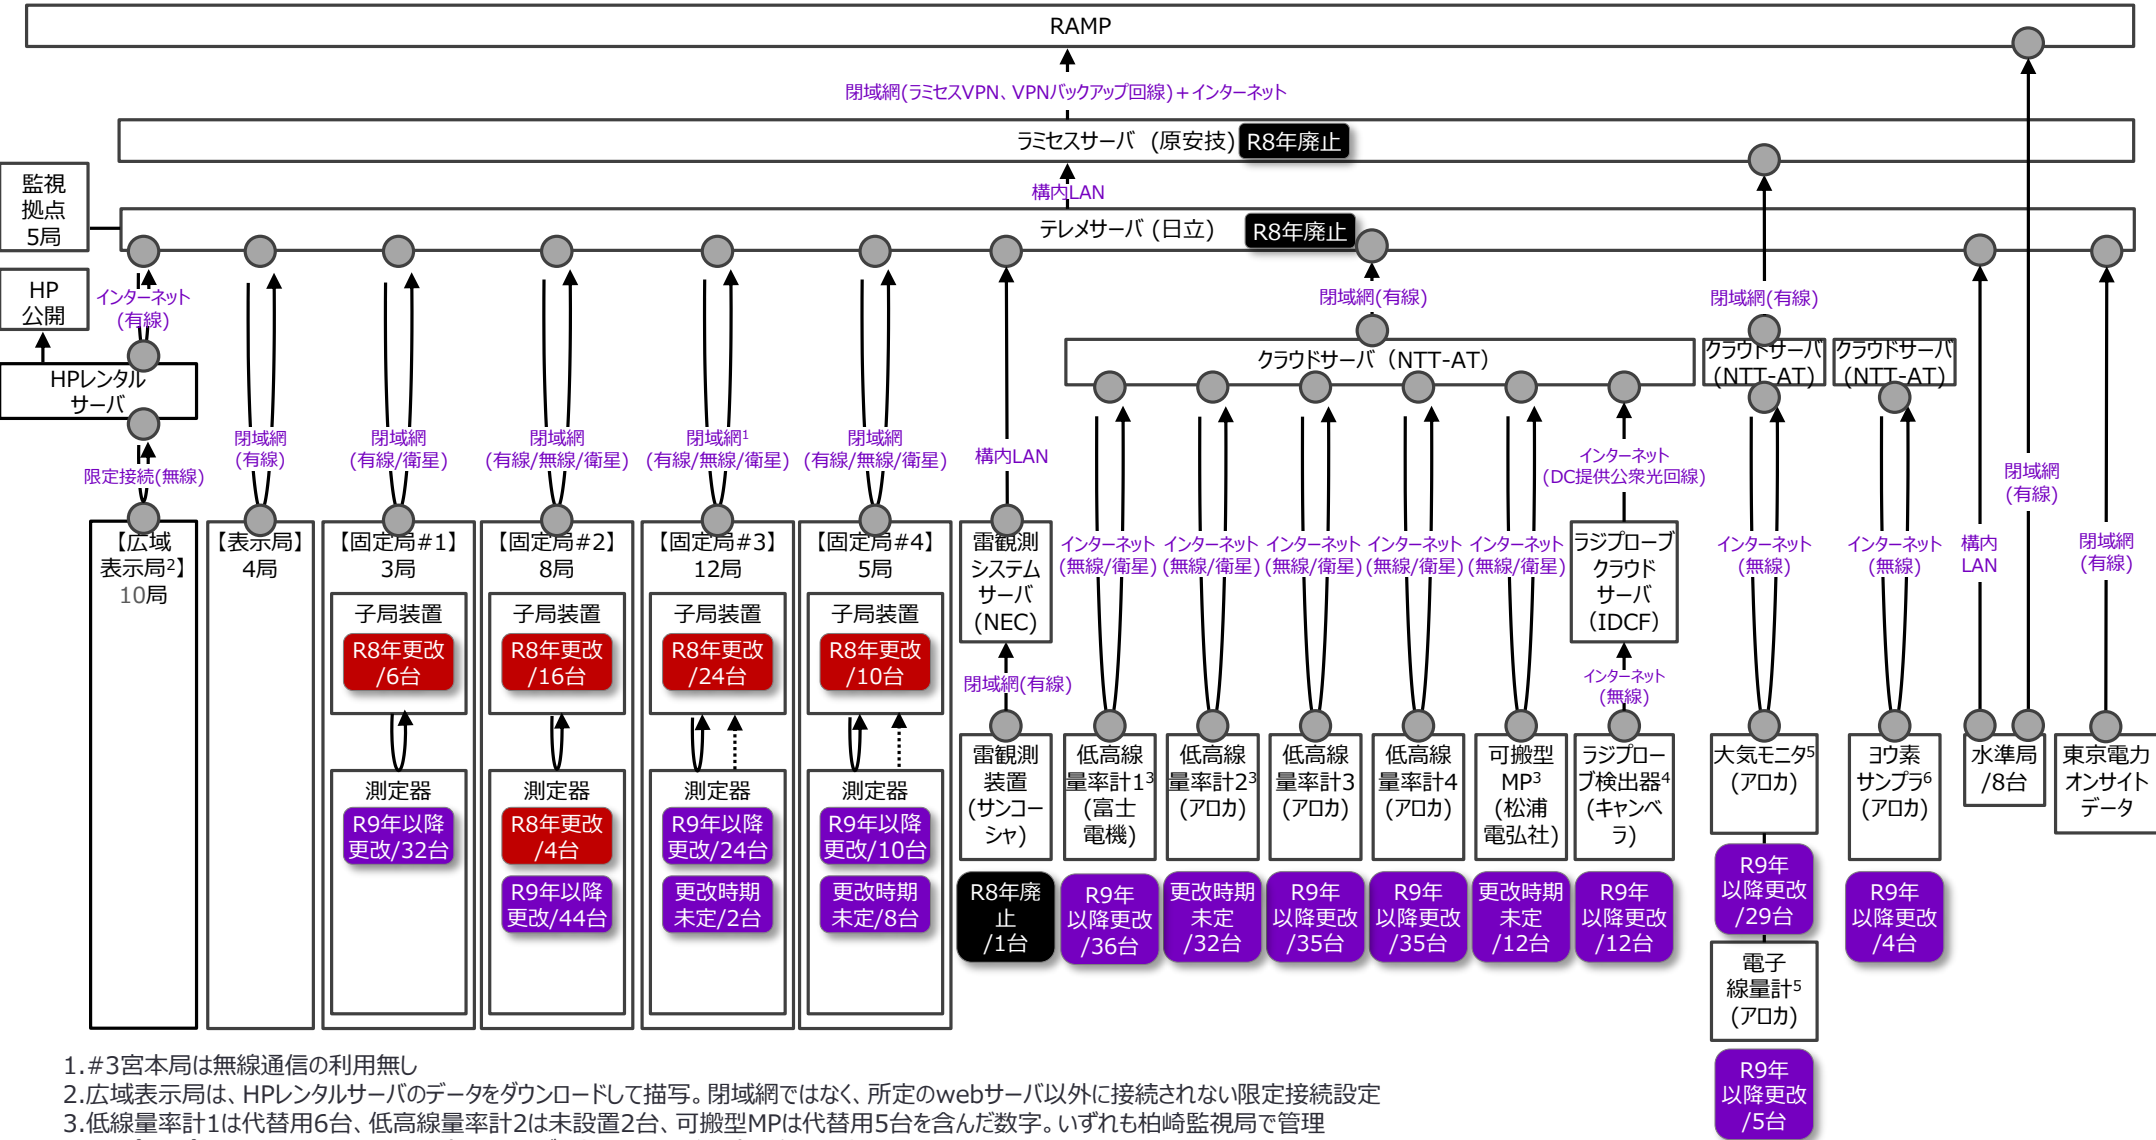 RAMP
閉域網(ラミセスVPN、VPNバックアップ回線)＋インターネット
ラミセスサーバ (原安技)
R8年廃止
構内LAN
監視
拠点
5局
テレメサーバ (日立)
R8年廃止
HP
公開
インターネット
(有線)
閉域網(有線)
閉域網(有線)
HPレンタル
サーバ
クラウドサーバ（NTT-AT）
クラウドサーバ
(NTT-AT)
クラウドサーバ
(NTT-AT)
限定接続(無線)
閉域網
(有線)
閉域網
(有線/衛星)
閉域網
(有線/無線/衛星)
閉域網1
(有線/無線/衛星)
閉域網
(有線/無線/衛星)
構内LAN
インターネット
(DC提供公衆光回線)
閉域網
(有線)
【広域
表示局2】
10局
【表示局】
4局
【固定局#1】
3局
【固定局#2】
8局
【固定局#3】
12局
【固定局#4】
5局
雷観測
システム
サーバ
(NEC)
インターネット
(無線/衛星)
インターネット
(無線/衛星)
インターネット
(無線/衛星)
インターネット
(無線/衛星)
インターネット
(無線/衛星)
ラジプローブ
クラウド
サーバ
（IDCF）
インターネット
(無線)
インターネット
(無線)
構内
LAN
閉域網
(有線)
子局装置
R8年更改
/6台
子局装置
R8年更改
/16台
子局装置
R8年更改
/24台
子局装置
R8年更改
/10台
閉域網(有線)
インターネット
(無線)
測定器
R9年以降
更改/32台
測定器
R8年更改
/4台
R9年以降
更改/44台
測定器
R9年以降
更改/24台
更改時期
未定/2台
測定器
R9年以降
更改/10台
更改時期
未定/8台
雷観測
装置
(サンコー
シャ)
R8年廃
止
/1台
低高線
量率計13
(富士
電機)
R9年
以降更改
/36台
低高線
量率計23
(アロカ)
更改時期
未定
/32台
低高線
量率計3
(アロカ)
R9年
以降更改
/35台
低高線
量率計4
(アロカ)
R9年
以降更改
/35台
可搬型
MP3
(松浦
電弘社)
更改時期
未定
/12台
ラジプロー
ブ検出器4
(キャンベ
ラ)
R9年
以降更改
/12台
大気モニタ5
(アロカ)
R9年
以降更改
/29台
電子
線量計5
(アロカ)
R9年
以降更改
/5台
ヨウ素
サンプラ6
(アロカ)
R9年
以降更改
/4台
水準局
/8台
東京電力
オンサイト
データ
1.#3宮本局は無線通信の利用無し
2.広域表示局は、HPレンタルサーバのデータをダウンロードして描写。閉域網ではなく、所定のwebサーバ以外に接続されない限定接続設定
3.低線量率計1は代替用6台、低高線量率計2は未設置2台、可搬型MPは代替用5台を含んだ数字。いずれも柏崎監視局で管理